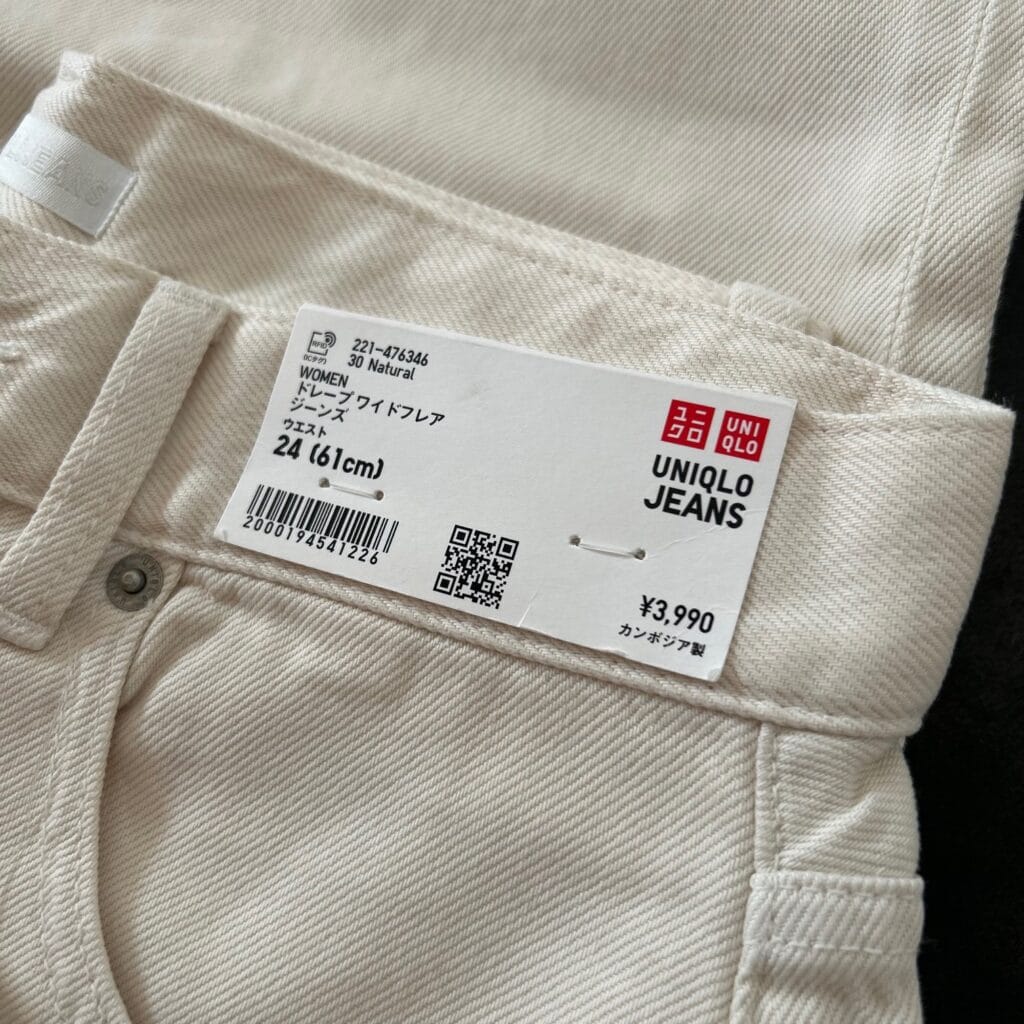 JEANS
RFID
(ICタグ)
221-476346
30 Natural
WOMEN
ドレープワイドフレア
ジーンズ
ウエスト
24 (61cm)
2000194541226
ユニ
クロ
UNI
QLO
UNIQLO
JEANS
¥3,990
カンボジア製